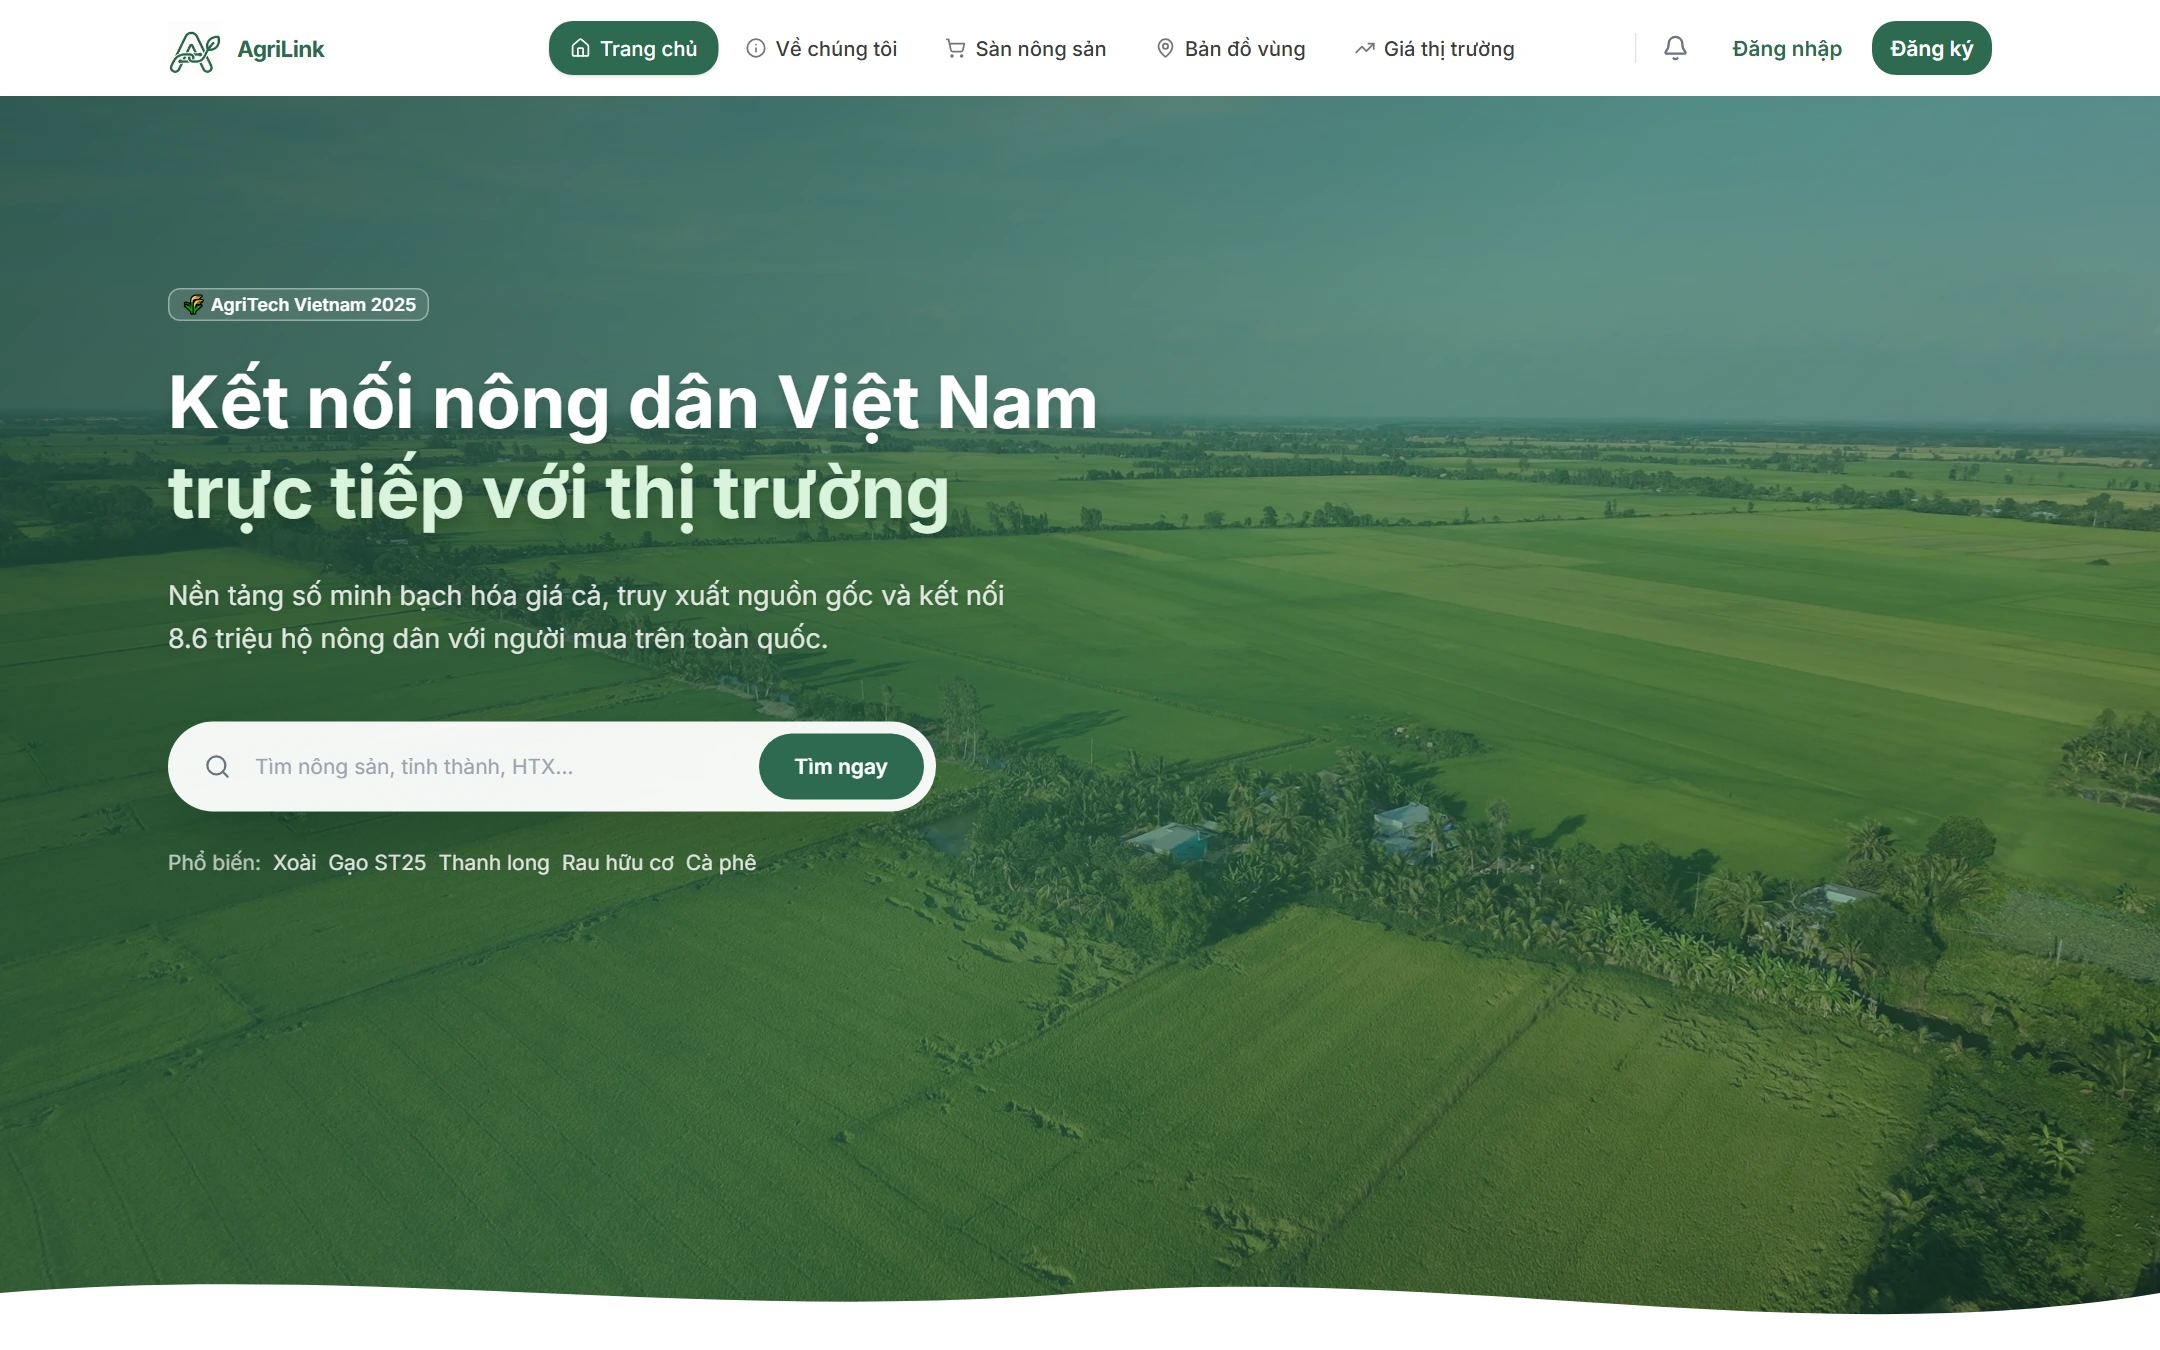 AgriLink
Trang chủ
Về chúng tôi
Sàn nông sản
Bản đồ vùng
Giá thị trường
Đăng nhập
Đăng ký
AgriTech Vietnam 2025
Kết nối nông dân Việt Nam
trực tiếp với thị trường
Nền tảng số minh bạch hóa giá cả, truy xuất nguồn gốc và kết nối
8.6 triệu hộ nông dân với người mua trên toàn quốc.
Tìm nông sản, tỉnh thành, HTX...
Tìm ngay
Phổ biến: Xoài Gạo ST25 Thanh long Rau hữu cơ Cà phê